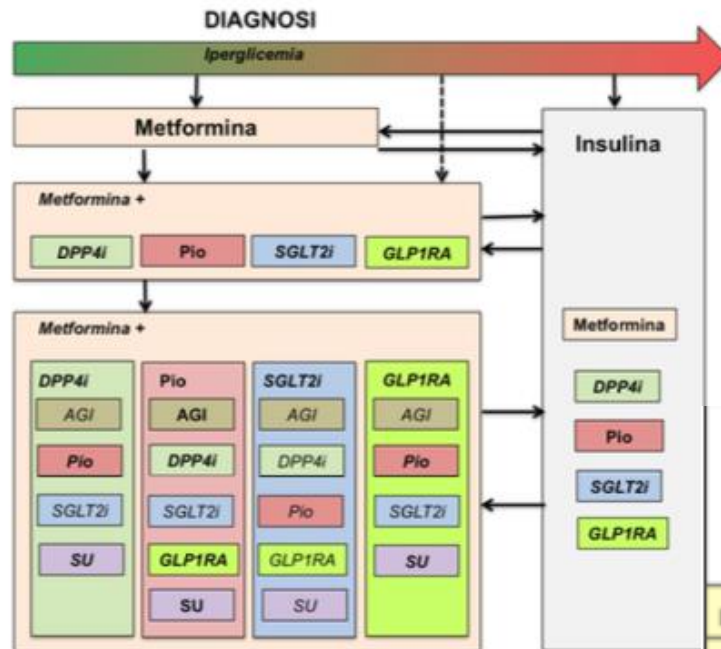 DIAGNOSI
Iperglicemia
Metformina
Insulina
Metformina +
DPP4i
Pio
SGLT2i
GLP1RA
Metformina +
DPP4i
AGI
Pio
SGLT2i
SU
Pio
AGI
DPP4i
SGLT2i
GLP1RA
SU
SGLT2i
AGI
DPP4i
Pio
GLP1RA
SU
GLP1RA
AGI
Pio
SGLT2i
SU
Metformina
DPP4i
Pio
SGLT2i
GLP1RA